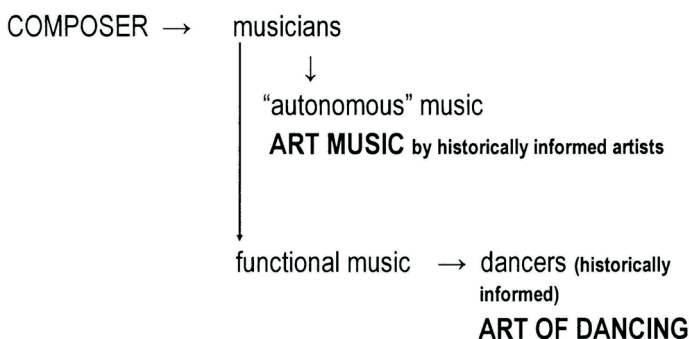 COMPOSER → musicians
↓
“autonomous” music
ART MUSIC by historically informed artists
functional music → dancers (historically
informed)
ART OF DANCING